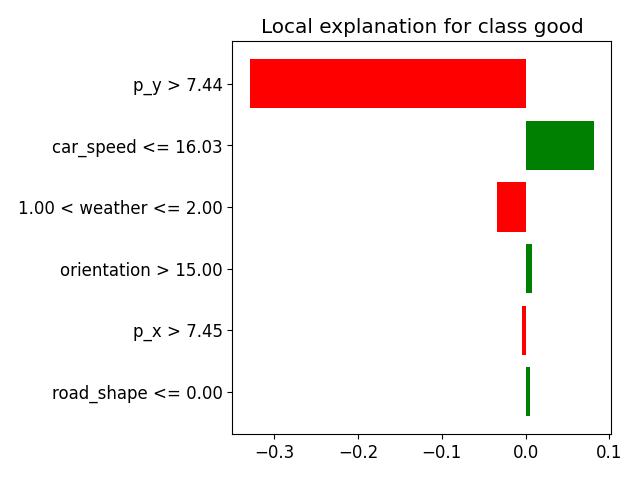 Local explanation for class good
p_y > 7.44
car_speed <= 16.03
1.00 < weather <= 2.00
orientation > 15.00
p_x > 7.45
road_shape <= 0.00
−0.3 −0.2 −0.1 0.0 0.1